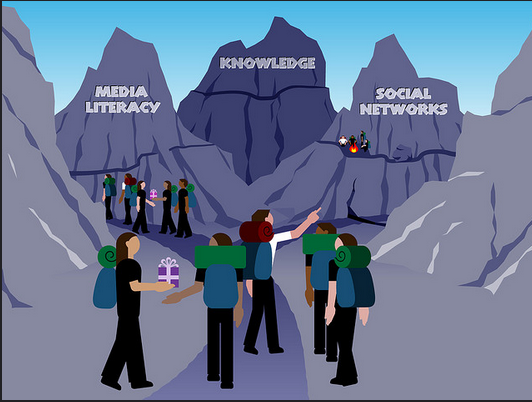 KNOWLEDGE
MEDIA
LITERACY
SOCIAL
NETWORKS